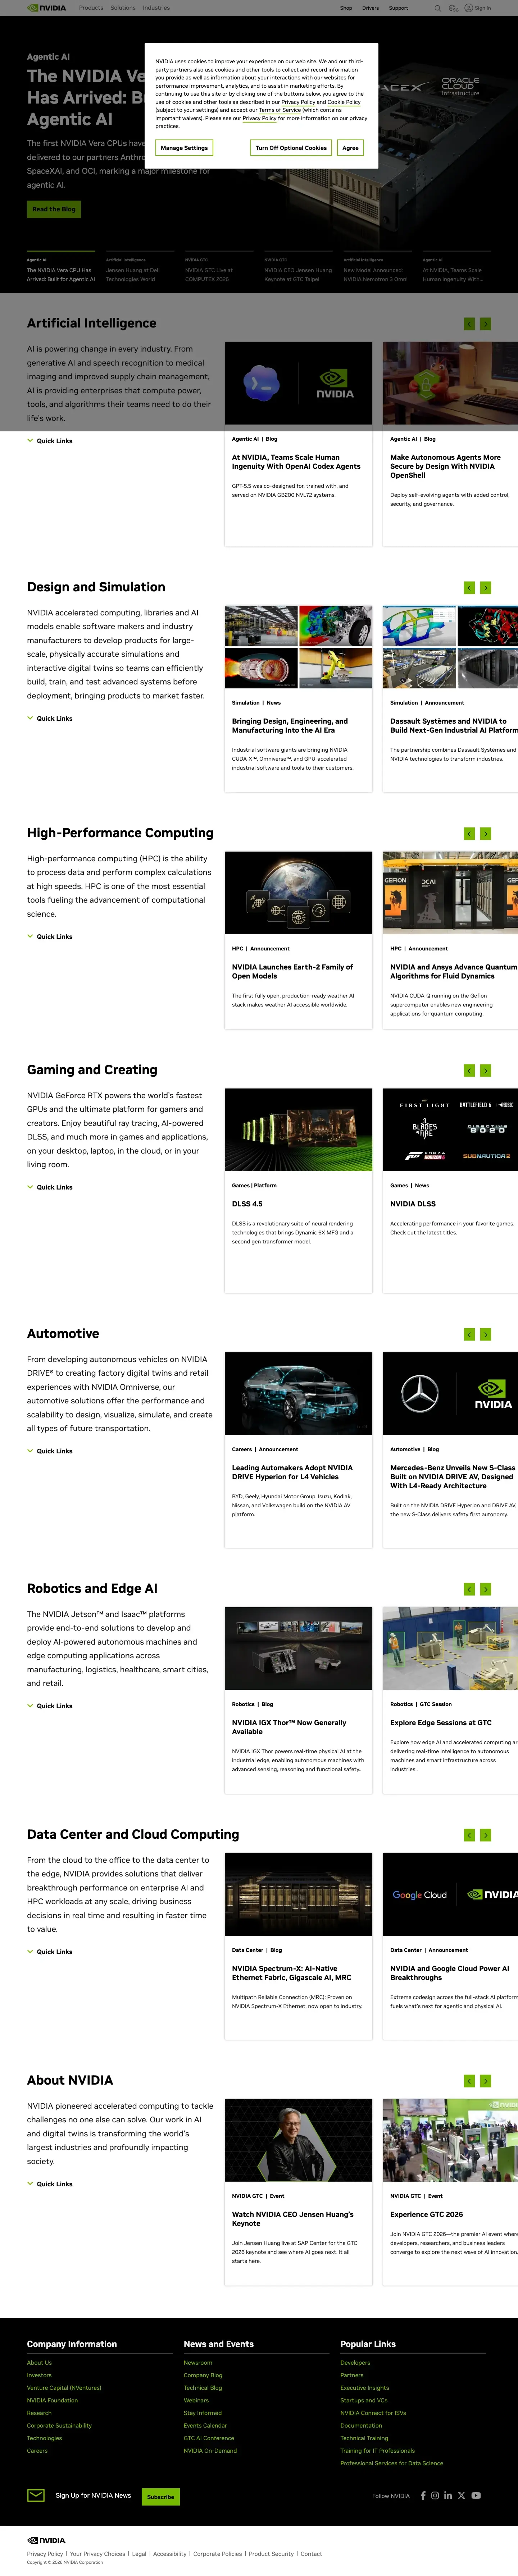 NVIDIA
Products Solutions Industries
Shop Drivers Support
Sign In
NVIDIA uses cookies to improve your experience on our web site. We and our third-
party partners also use cookies and other tools to collect and record information
you provide as well as information about your interactions with our websites for
performance improvement, analytics, and to assist in marketing efforts. By
continuing to use this site or by clicking one of the buttons below, you agree to the
use of cookies and other tools as described in our Privacy Policy and Cookie Policy
(subject to your settings) and accept our Terms of Service (which contains
important waivers). Please see our Privacy Policy for more information on our privacy
practices.
Manage Settings
Turn Off Optional Cookies
Agree
Agentic AI
The NVIDIA Ve
Has Arrived: B
Agentic AI
The first NVIDIA Vera CPUs have
delivered to our partners Anthro
SpaceXAI, and OCI, marking a major milestone for
agentic AI.
Read the Blog
ORACLE
Cloud
Infrastructure
Agentic AI
The NVIDIA Vera CPU Has
Arrived: Built for Agentic AI
Artificial Intelligence
Jensen Huang at Dell
Technologies World
NVIDIA GTC
NVIDIA GTC Live at
COMPUTEX 2026
NVIDIA GTC
NVIDIA CEO Jensen Huang
Keynote at GTC Taipei
Artificial Intelligence
New Model Announced:
NVIDIA Nemotron 3 Omni
Agentic AI
At NVIDIA, Teams Scale
Human Ingenuity With...
Artificial Intelligence
AI is powering change in every industry. From
generative AI and speech recognition to medical
imaging and improved supply chain management,
AI is providing enterprises that compute power,
tools, and algorithms their teams need to do their
life's work.
Quick Links
NVIDIA
Agentic AI | Blog
At NVIDIA, Teams Scale Human
Ingenuity With OpenAI Codex Agents
GPT-5.5 was co-designed for, trained with, and
served on NVIDIA GB200 NVL72 systems.
Agentic AI | Blog
Make Autonomous Agents More
Secure by Design With NVIDIA
OpenShell
Deploy self-evolving agents with added control,
security, and governance.
Design and Simulation
NVIDIA accelerated computing, libraries and AI
models enable software makers and industry
manufacturers to develop products for large-
scale, physically accurate simulations and
interactive digital twins so teams can efficiently
build, train, and test advanced systems before
deployment, bringing products to market faster.
Quick Links
Simulation | News
Bringing Design, Engineering, and
Manufacturing Into the AI Era
Industrial software giants are bringing NVIDIA
CUDA-X™, Omniverse™, and GPU-accelerated
industrial software and tools to their customers.
Simulation | Announcement
Dassault Systèmes and NVIDIA to
Build Next-Gen Industrial AI Platform
The partnership combines Dassault Systèmes and
NVIDIA technologies to transform industries.
High-Performance Computing
High-performance computing (HPC) is the ability
to process data and perform complex calculations
at high speeds. HPC is one of the most essential
tools fueling the advancement of computational
science.
Quick Links
HPC | Announcement
NVIDIA Launches Earth-2 Family of
Open Models
The first fully open, production-ready weather AI
stack makes weather AI accessible worldwide.
GEFION
DCAI
GEFION
HPC | Announcement
NVIDIA and Ansys Advance Quantum
Algorithms for Fluid Dynamics
NVIDIA CUDA-Q running on the Gefion
supercomputer enables new engineering
applications for quantum computing.
Gaming and Creating
NVIDIA GeForce RTX powers the world's fastest
GPUs and the ultimate platform for gamers and
creators. Enjoy beautiful ray tracing, AI-powered
DLSS, and much more in games and applications,
on your desktop, laptop, in the cloud, or in your
living room.
Quick Links
Games | Platform
DLSS 4.5
DLSS is a revolutionary suite of neural rendering
technologies that brings Dynamic 6X MFG and a
second gen transformer model.
FIRST LIGHT
BATTLEFIELD 6
BLADES
OF FIRE
DIRECTIVE
8020
FORZA
HORIZON 6
SUBNAUTICA 2
Games | News
NVIDIA DLSS
Accelerating performance in your favorite games.
Check out the latest titles.
Automotive
From developing autonomous vehicles on NVIDIA
DRIVE® to creating factory digital twins and retail
experiences with NVIDIA Omniverse, our
automotive solutions offer the performance and
scalability to design, visualize, simulate, and create
all types of future transportation.
Quick Links
Careers | Announcement
Leading Automakers Adopt NVIDIA
DRIVE Hyperion for L4 Vehicles
BYD, Geely, Hyundai Motor Group, Isuzu, Kodiak,
Nissan, and Volkswagen build on the NVIDIA AV
platform.
NVIDIA
Automotive | Blog
Mercedes-Benz Unveils New S-Class
Built on NVIDIA DRIVE AV, Designed
With L4-Ready Architecture
Built on the NVIDIA DRIVE Hyperion and DRIVE AV,
the new S-Class delivers safety first autonomy.
Robotics and Edge AI
The NVIDIA Jetson™ and Isaac™ platforms
provide end-to-end solutions to develop and
deploy AI-powered autonomous machines and
edge computing applications across
manufacturing, logistics, healthcare, smart cities,
and retail.
Quick Links
Robotics | Blog
NVIDIA IGX Thor™ Now Generally
Available
NVIDIA IGX Thor powers real-time physical AI at the
industrial edge, enabling autonomous machines with
advanced sensing, reasoning and functional safety..
Robotics | GTC Session
Explore Edge Sessions at GTC
Explore how edge AI and accelerated computing ar
delivering real-time intelligence to autonomous
machines and smart infrastructure across
industries..
Data Center and Cloud Computing
From the cloud to the office to the data center to
the edge, NVIDIA provides solutions that deliver
breakthrough performance on enterprise AI and
HPC workloads at any scale, driving business
decisions in real time and resulting in faster time
to value.
Quick Links
Data Center | Blog
NVIDIA Spectrum-X: AI-Native
Ethernet Fabric, Gigascale AI, MRC
Multipath Reliable Connection (MRC): Proven on
NVIDIA Spectrum-X Ethernet, now open to industry.
Google Cloud
NVIDIA
Data Center | Announcement
NVIDIA and Google Cloud Power AI
Breakthroughs
Extreme codesign across the full-stack AI platform
fuels what's next for agentic and physical AI.
About NVIDIA
NVIDIA pioneered accelerated computing to tackle
challenges no one else can solve. Our work in AI
and digital twins is transforming the world's
largest industries and profoundly impacting
society.
Quick Links
NVIDIA GTC | Event
Watch NVIDIA CEO Jensen Huang's
Keynote
Join Jensen Huang live at SAP Center for the GTC
2026 keynote and see where AI goes next. It all
starts here.
NVIDIA GTC | Event
Experience GTC 2026
Join NVIDIA GTC 2026—the premier AI event where
developers, researchers, and business leaders
converge to explore the next wave of AI innovation.
Company Information
About Us
Investors
Venture Capital (NVentures)
NVIDIA Foundation
Research
Corporate Sustainability
Technologies
Careers
News and Events
Newsroom
Company Blog
Technical Blog
Webinars
Stay Informed
Events Calendar
GTC AI Conference
NVIDIA On-Demand
Popular Links
Developers
Partners
Executive Insights
Startups and VCs
NVIDIA Connect for ISVs
Documentation
Technical Training
Training for IT Professionals
Professional Services for Data Science
Sign Up for NVIDIA News
Subscribe
Follow NVIDIA
NVIDIA
Privacy Policy | Your Privacy Choices | Legal | Accessibility | Corporate Policies | Product Security | Contact
Copyright © 2026 NVIDIA Corporation